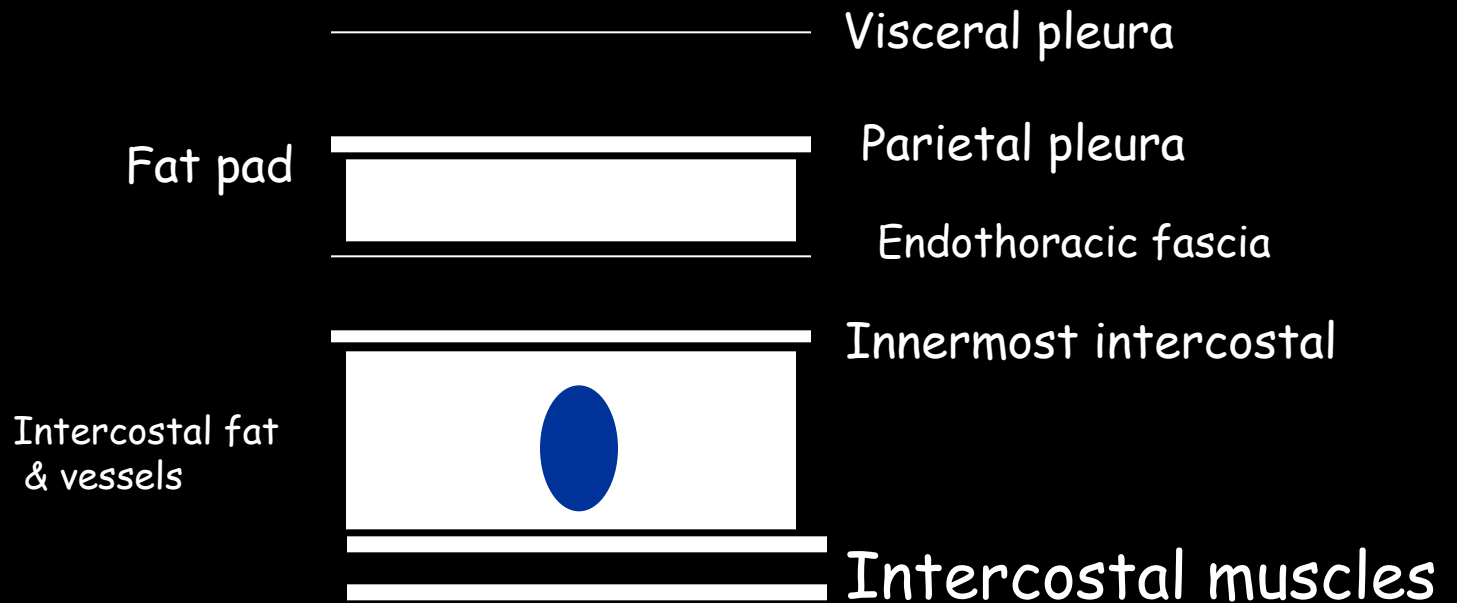 Visceral pleura
Parietal pleura
Fat pad
Endothoracic fascia
Innermost intercostal
Intercostal fat
& vessels
Intercostal muscles